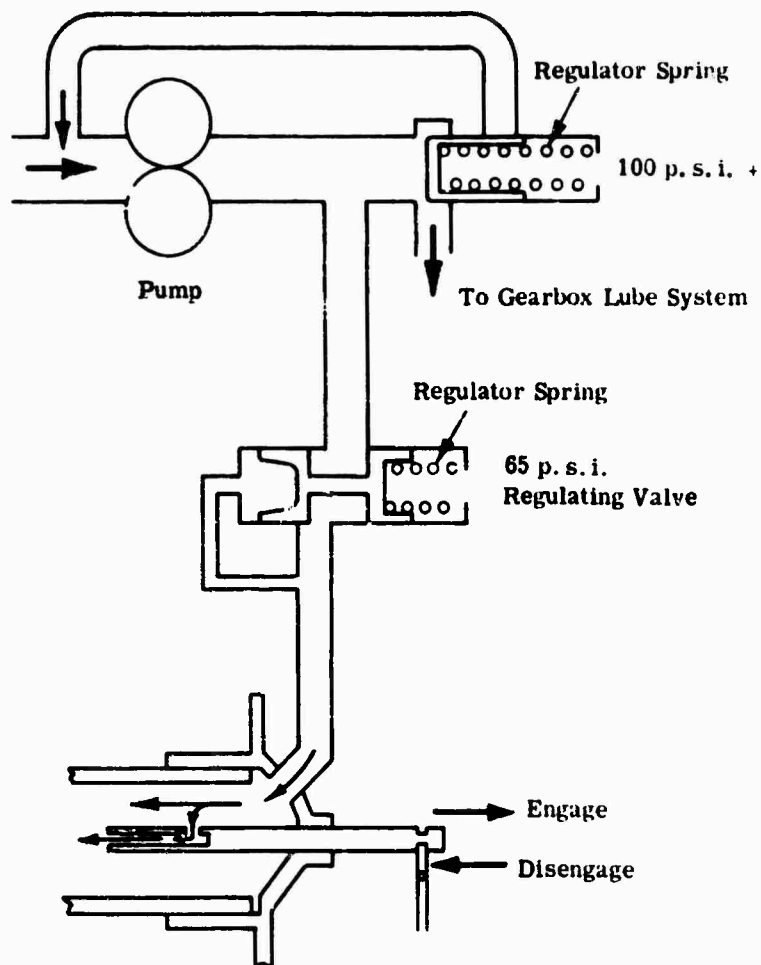 Regulator Spring
100 p. s. i. +
Pump
To Gearbox Lube System
Regulator Spring
65 p. s. i.
Regulating Valve
Engage
Disengage